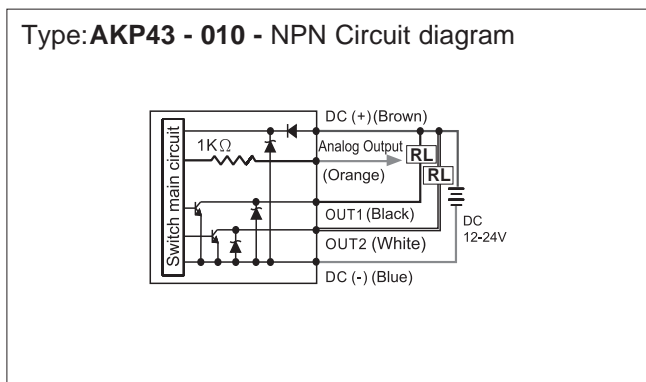 Type:AKP43 - 010 - NPN Circuit diagram
DC (+)(Brown)
Switch main circuit
1KΩ
Analog Output
(Orange)
RL
RL
OUT1 (Black)
OUT2 (White)
DC
12-24V
DC (-) (Blue)